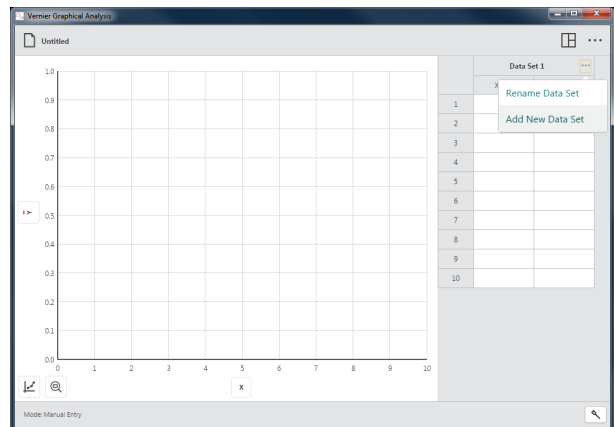 Vernier Graphical Analysis
Untitled
Data Set 1
X
Rename Data Set
Add New Data Set
1
2
3
4
5
6
7
8
9
10
1.0
0.9
0.8
0.7
0.6
0.5
0.4
0.3
0.2
0.1
0.0
Y
0 1 2 3 4 5 6 7 8 9 10
x
Mode: Manual Entry